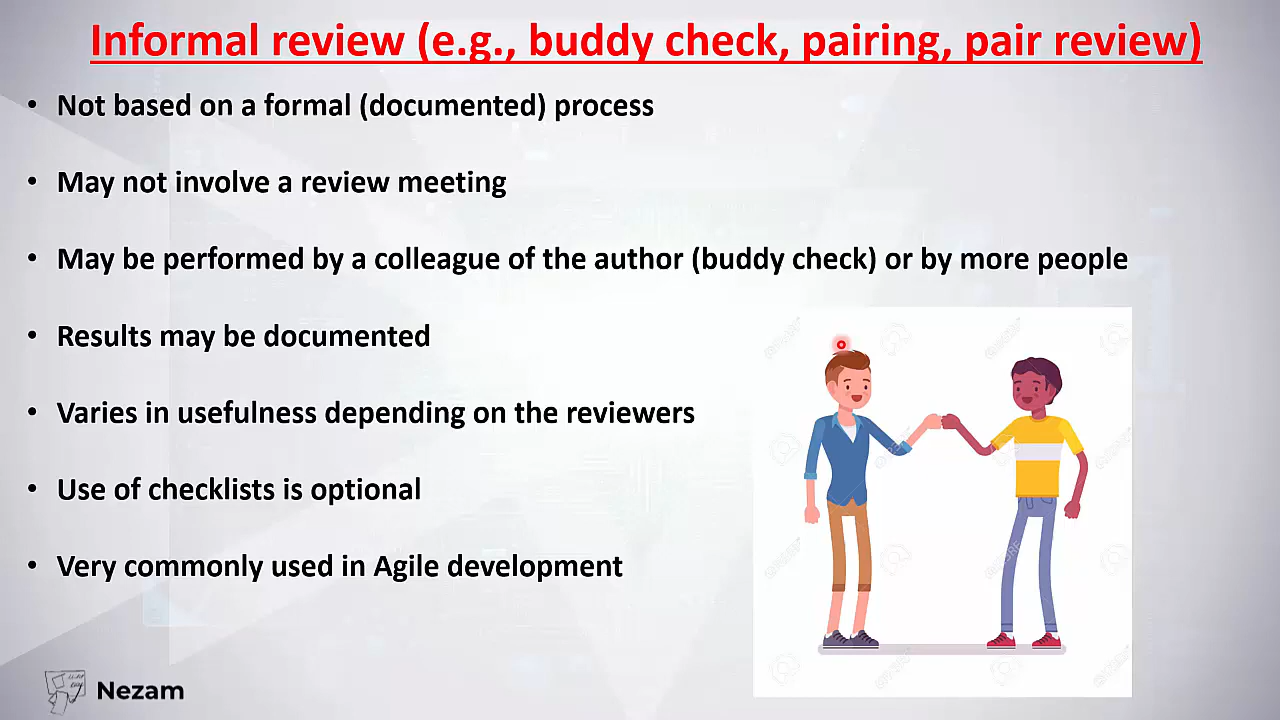 Informal review (e.g., buddy check, pairing, pair review)
• Not based on a formal (documented) process
• May not involve a review meeting
• May be performed by a colleague of the author (buddy check) or by more people
• Results may be documented
• Varies in usefulness depending on the reviewers
• Use of checklists is optional
• Very commonly used in Agile development
Nezam